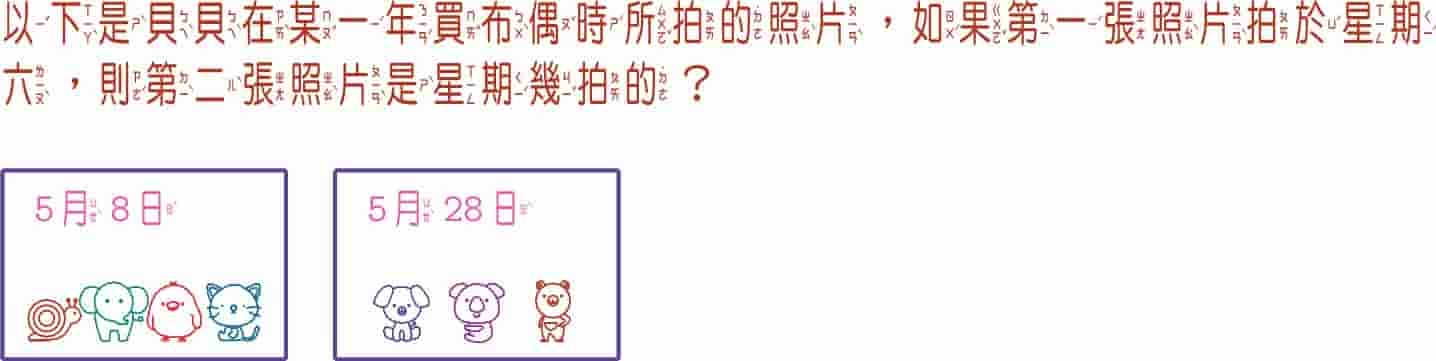 以下是貝貝在某一年買布偶時所拍的照片，如果第一張照片拍於星期
六，則第二張照片是星期幾拍的？
5月8日
5月28日